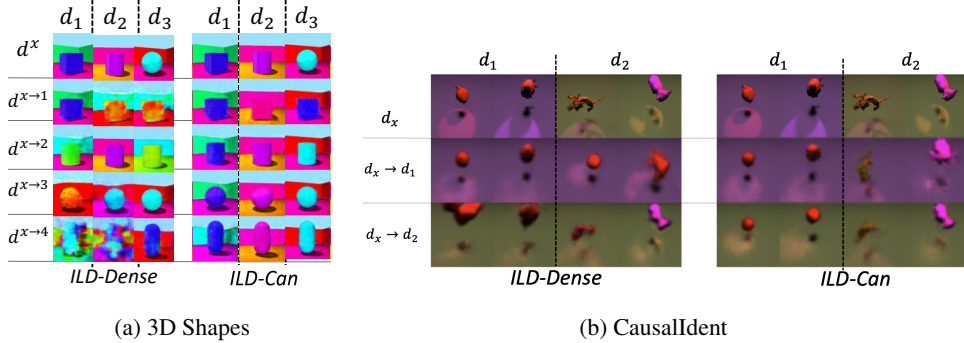 d₁ d₂ d₃ d₁ d₂ d₃
dˣ
d^{x→1}
d^{x→2}
d^{x→3}
d^{x→4}
ILD-Dense ILD-Can
(a) 3D Shapes
d₁ d₂ d₁ d₂
dₓ
dₓ → d₁
dₓ → d₂
ILD-Dense ILD-Can
(b) CausalIdent